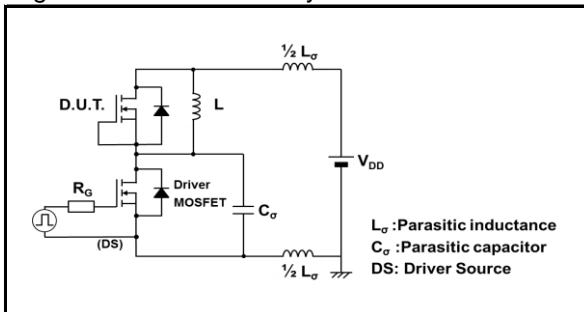 ½ Lσ
D.U.T.
L
VDD
RG
Driver
MOSFET
Cσ
(DS)
½ Lσ
Lσ :Parasitic inductance
Cσ :Parasitic capacitor
DS: Driver Source